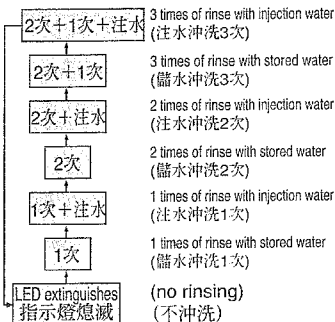 2次+1次+注水
3 times of rinse with injection water
(注水沖洗3次)
2次+1次
3 times of rinse with stored water
(儲水沖洗3次)
2次+注水
2 times of rinse with injection water
(注水沖洗2次)
2次
2 times of rinse with stored water
(儲水沖洗2次)
1次+注水
1 times of rinse with injection water
(注水沖洗1次)
1次
1 times of rinse with stored water
(儲水沖洗1次)
LED extinguishes
指示燈熄滅
(no rinsing)
(不沖洗)